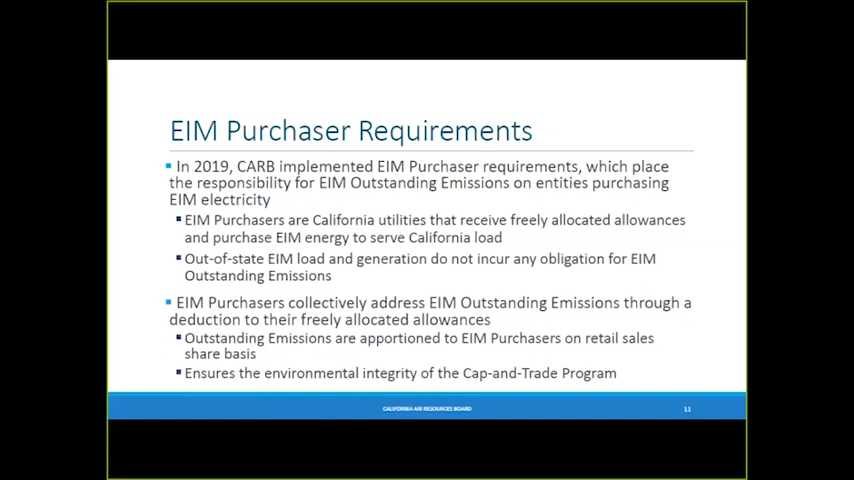 EIM Purchaser Requirements
▪ In 2019, CARB implemented EIM Purchaser requirements, which place
the responsibility for EIM Outstanding Emissions on entities purchasing
EIM electricity
▪ EIM Purchasers are California utilities that receive freely allocated allowances
and purchase EIM energy to serve California load
▪ Out-of-state EIM load and generation do not incur any obligation for EIM
Outstanding Emissions
▪ EIM Purchasers collectively address EIM Outstanding Emissions through a
deduction to their freely allocated allowances
▪ Outstanding Emissions are apportioned to EIM Purchasers on retail sales
share basis
▪ Ensures the environmental integrity of the Cap-and-Trade Program
CALIFORNIA AIR RESOURCES BOARD
11